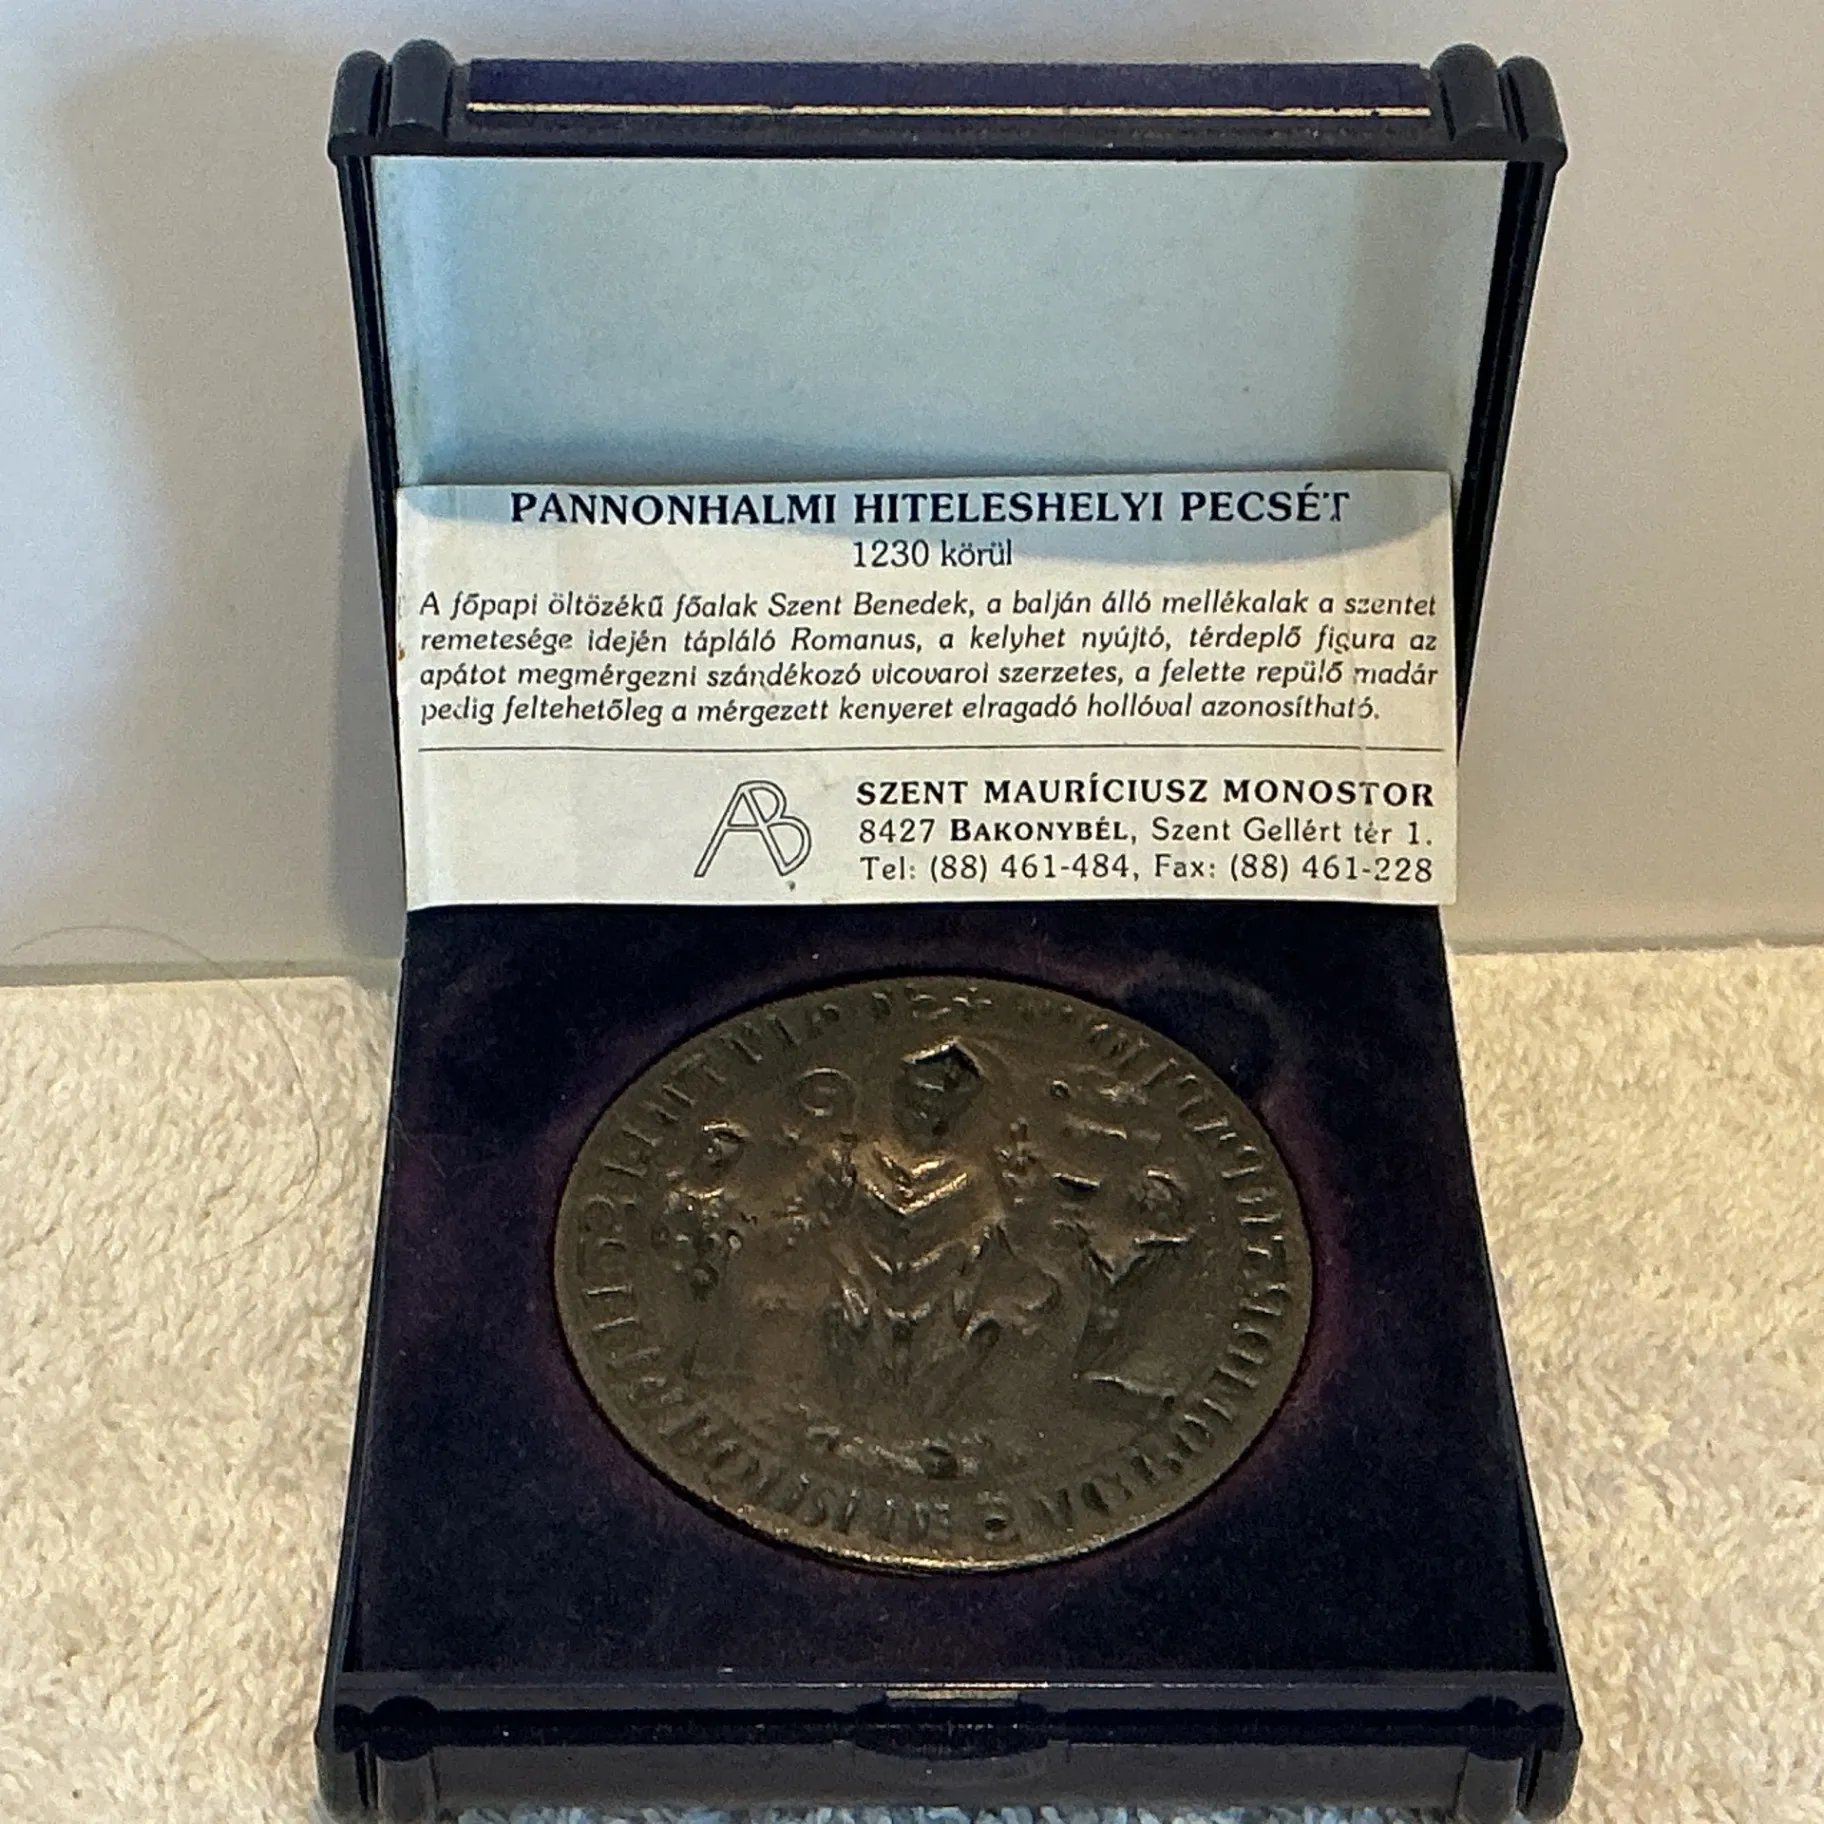 PANNONHALMI HITELESHELYI PECSÉT
1230 körül
A főpapi öltözékű főalak Szent Benedek, a balján álló mellékalak a szentet
remetesége idején tápláló Romanus, a kelyhet nyújtó, térdeplő figura az
apátot megmérgezni szándékozó vicovaroi szerzetes, a felette repülő madár
pedig feltehetőleg a mérgezett kenyeret elragadó hollóval azonosítható.
AB
SZENT MAURÍCIUSZ MONOSTOR
8427 BAKONYBÉL, Szent Gellért tér 1.
Tel: (88) 461-484, Fax: (88) 461-228